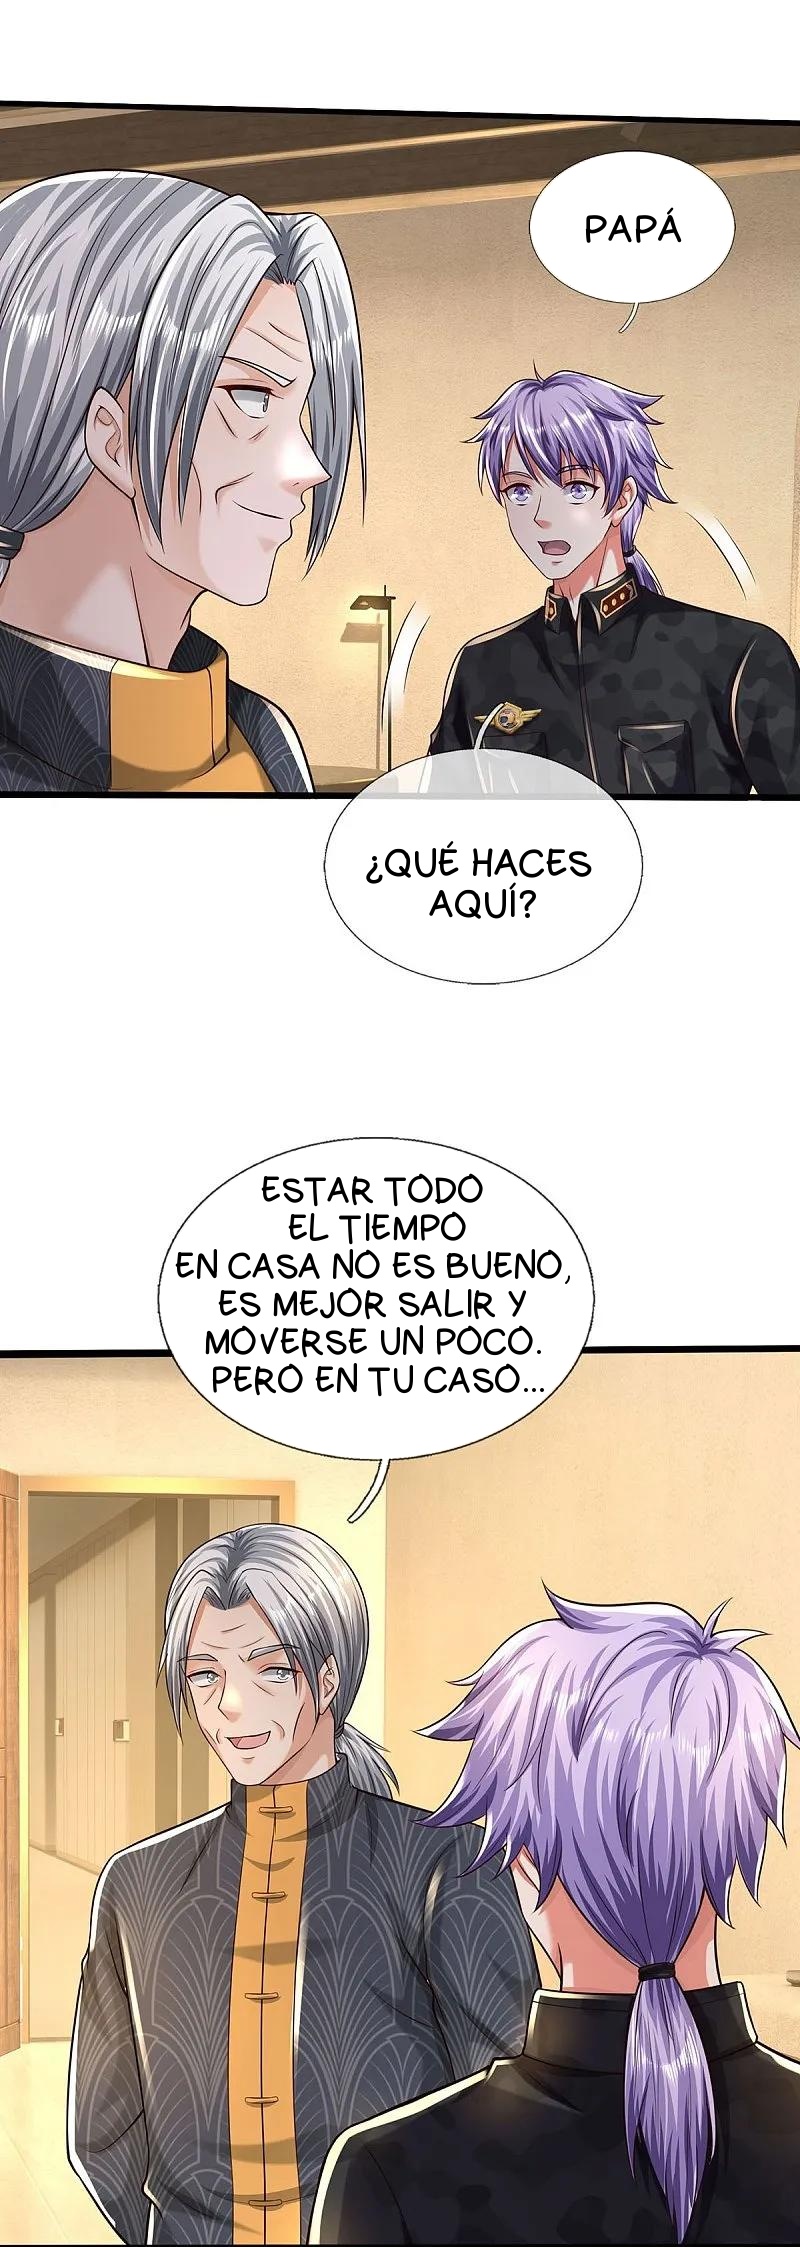 PAPÁ
¿QUÉ HACES
AQUÍ?
ESTAR TODO
EL TIEMPO
EN CASA NO ES BUENO,
ES MEJOR SALIR Y
MOVERSE UN POCO.
PERO EN TU CASO...